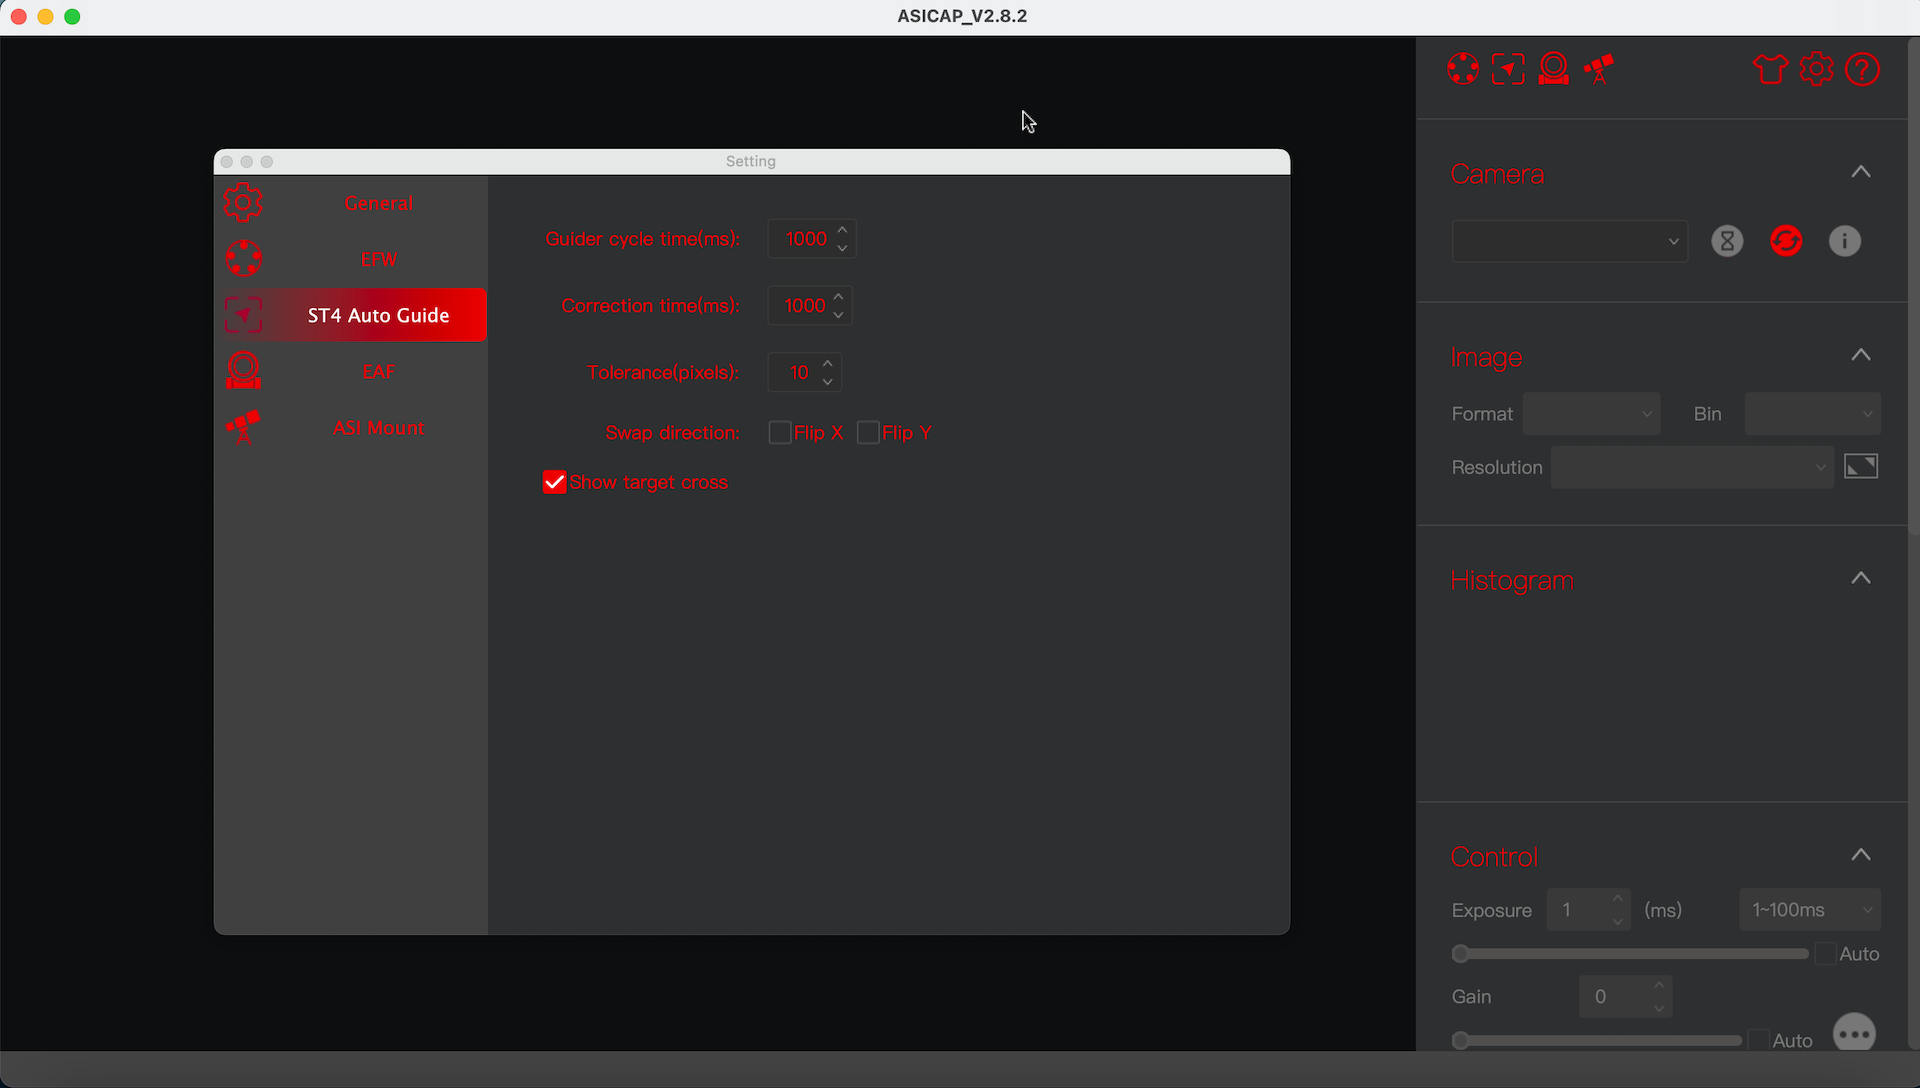 ASICAP_V2.8.2
Setting
General
EFW
ST4 Auto Guide
EAF
ASI Mount
Guider cycle time(ms): 1000
Correction time(ms): 1000
Tolerance(pixels): 10
Swap direction: Flip X Flip Y
Show target cross
Camera
Image
Format Bin
Resolution
Histogram
Control
Exposure 1 (ms) 1~100ms
Auto
Gain 0
Auto